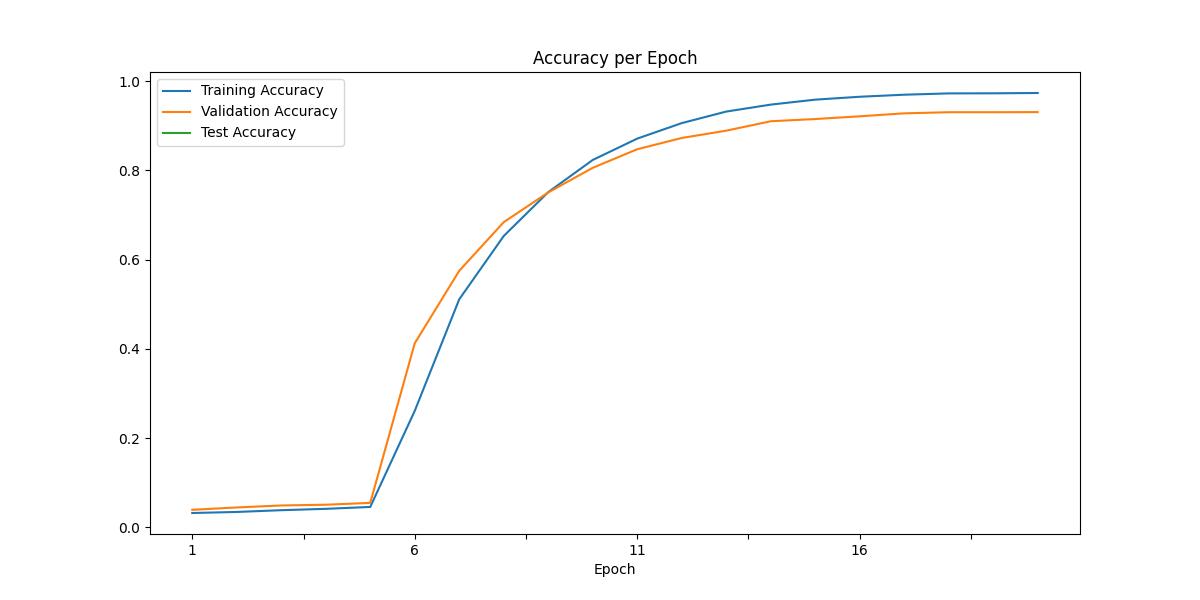 Accuracy per Epoch
Training Accuracy
Validation Accuracy
Test Accuracy
1.0
0.8
0.6
0.4
0.2
0.0
1 6 11 16
Epoch